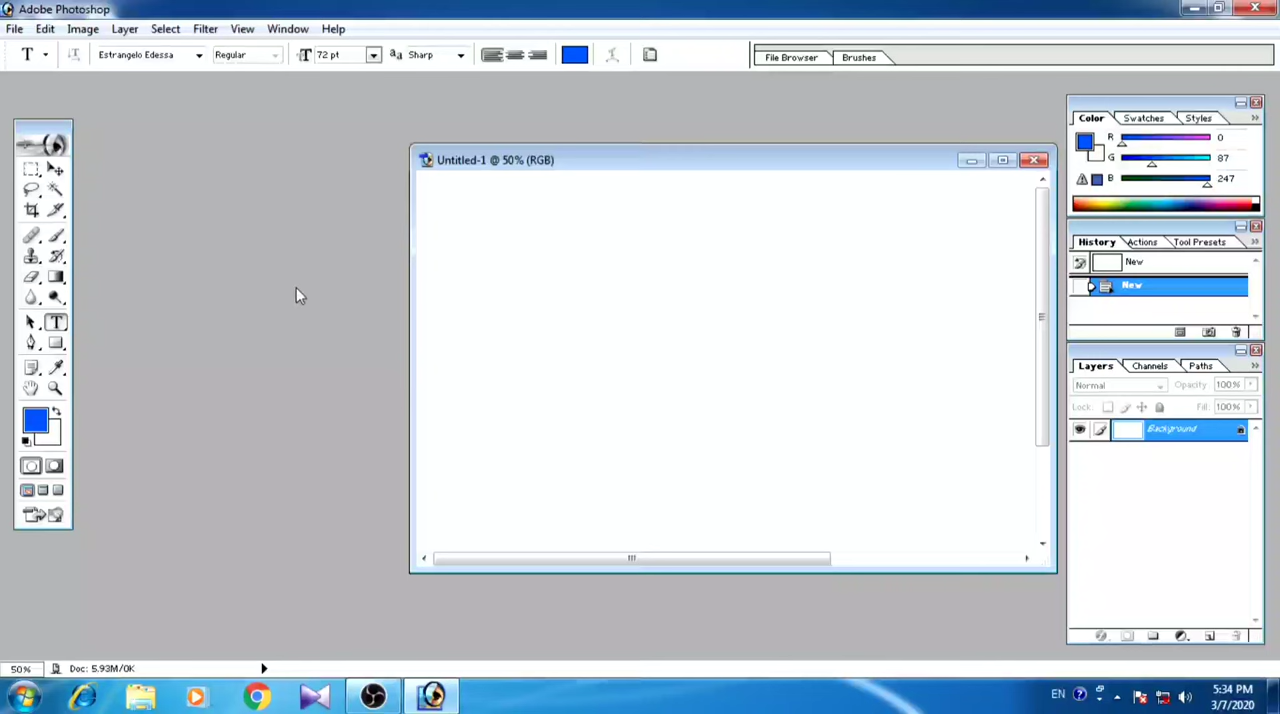 Adobe Photoshop
File Edit Image Layer Select Filter View Window Help
T T Estrangelo Edessa Regular T 72 pt aa Sharp File Browser Brushes
Color Swatches Styles
R 0
G 87
B 247
Untitled-1 @ 50% (RGB)
History Actions Tool Presets
New
New
T
Layers Channels Paths
Normal Opacity: 100%
Lock: Fill: 100%
Background
50% Doc: 5.93M/0K
EN 5:34 PM
3/7/2020